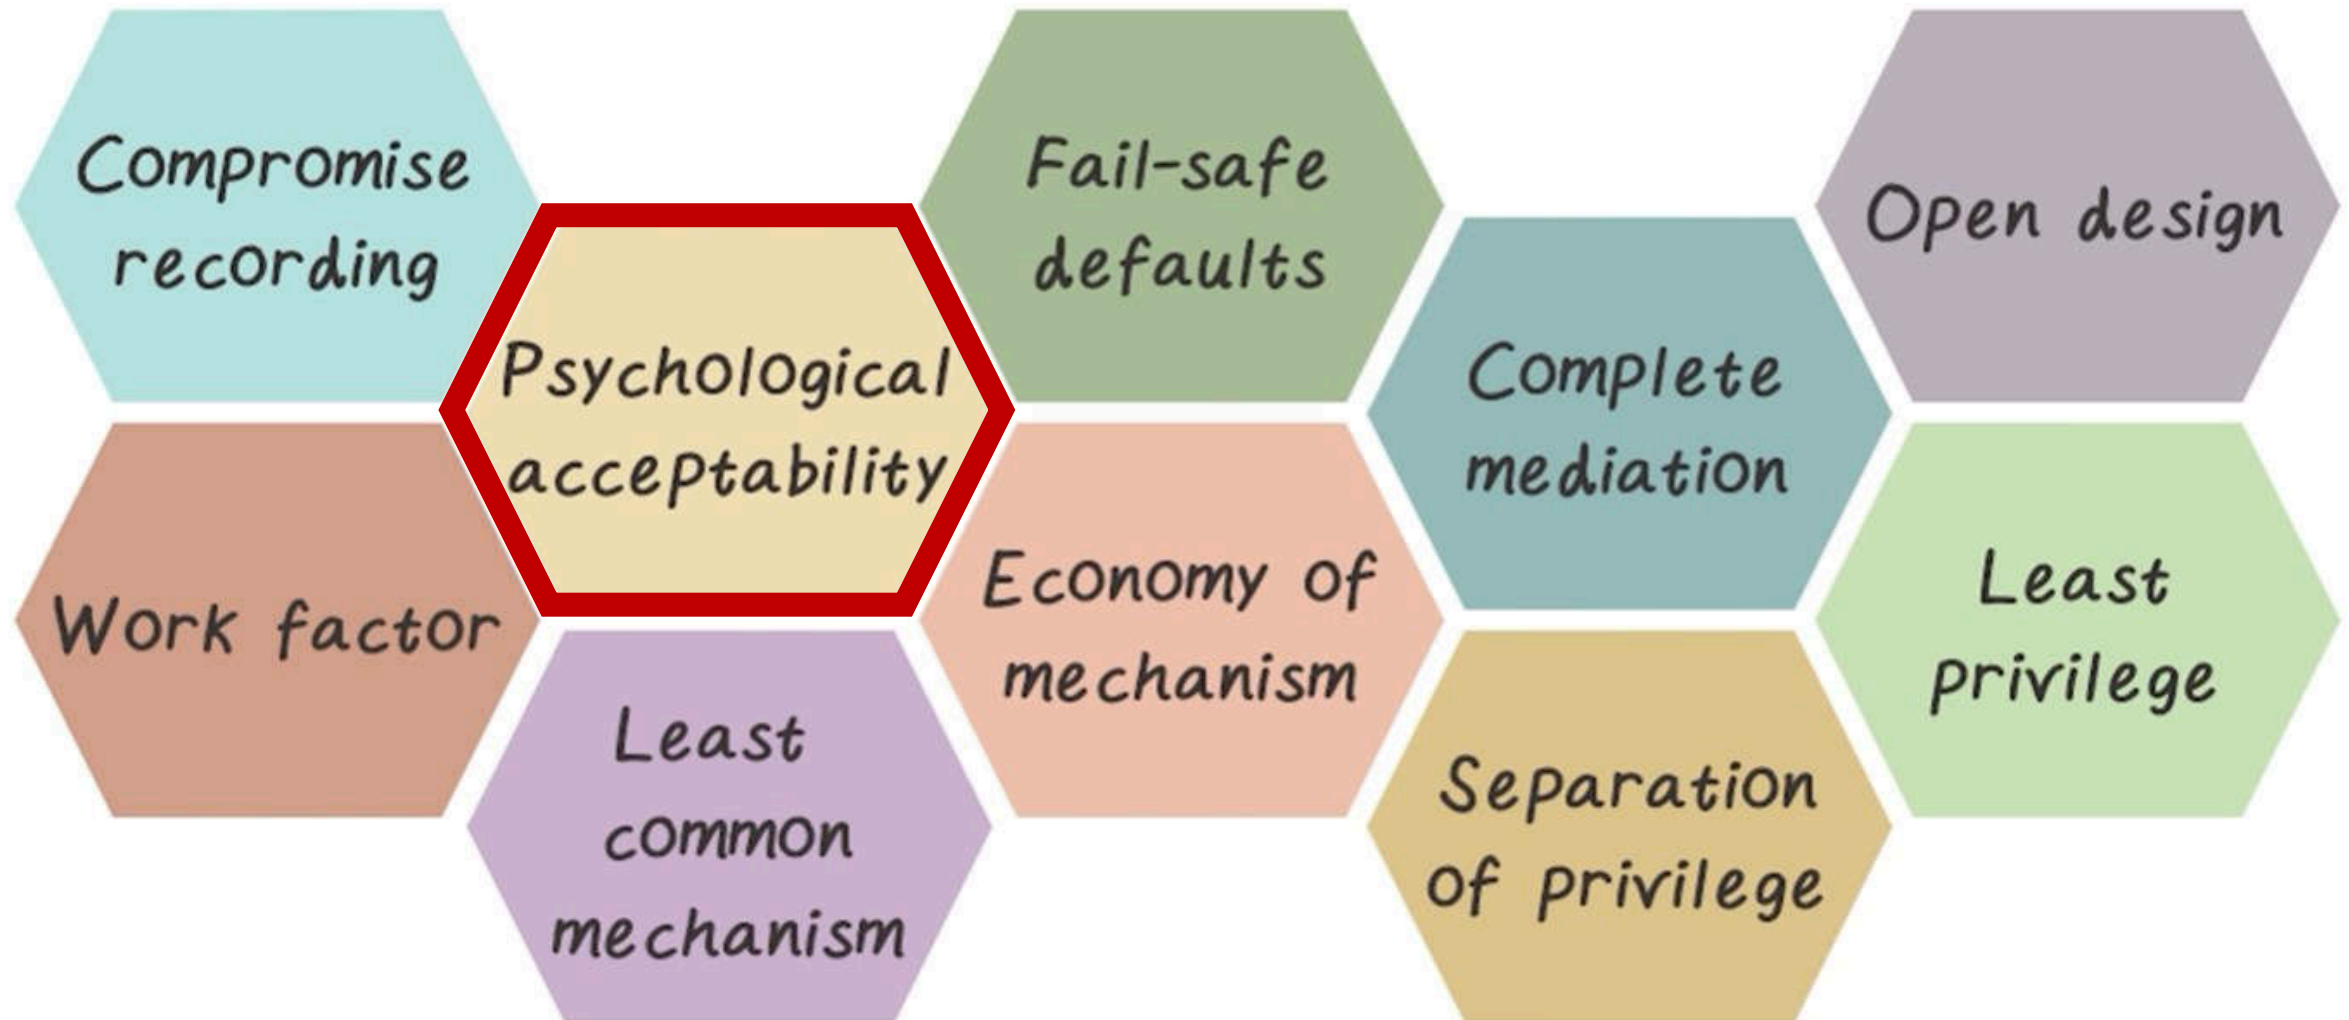 Compromise
recording
Fail-safe
defaults
Open design
Psychological
acceptability
Complete
mediation
Work factor
Economy of
mechanism
Least
privilege
Least
common
mechanism
Separation
of privilege